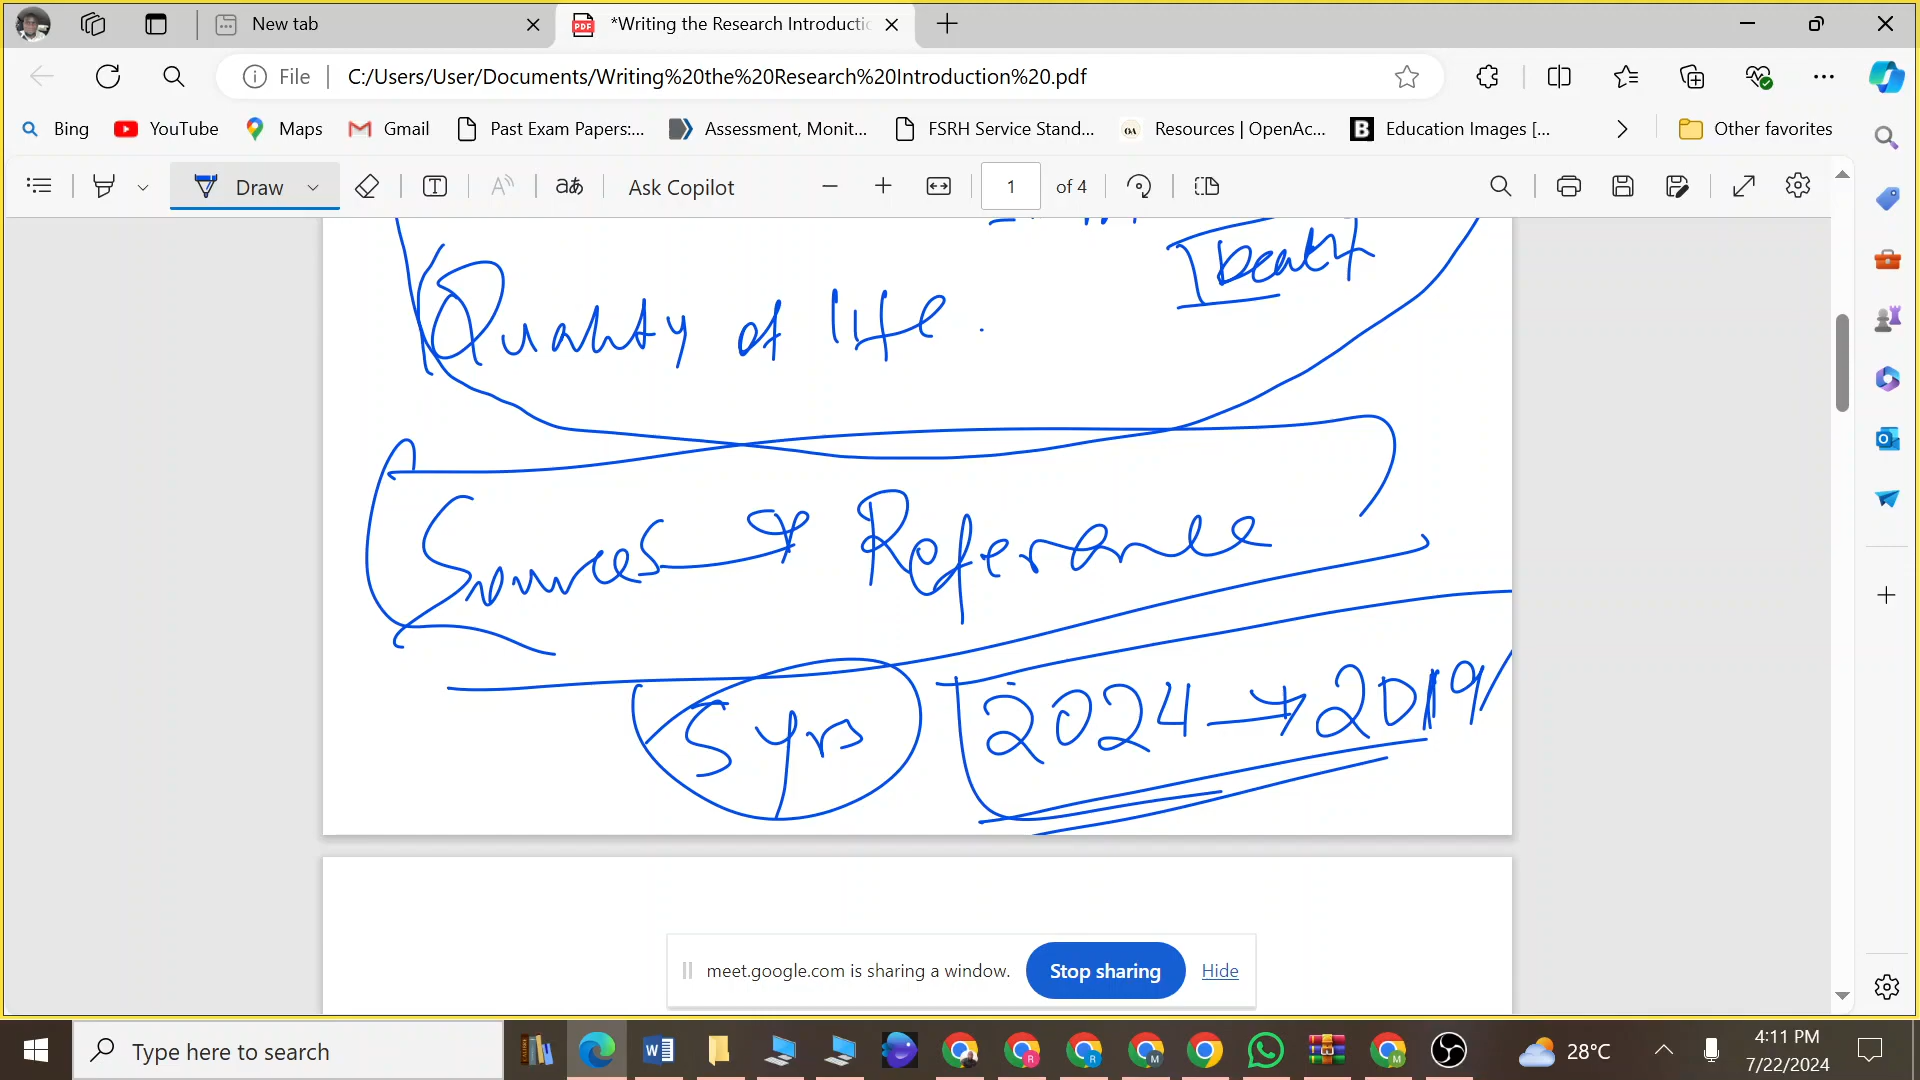 New tab
*Writing the Research Introductic
File
C:/Users/User/Documents/Writing%20the%20Research%20Introduction%20.pdf
Bing YouTube Maps Gmail Past Exam Papers:... Assessment, Monit... FSRH Service Stand... Resources | OpenAc... Education Images [... Other favorites
Draw Ask Copilot 1 of 4
Death
Quality of life.
Sources of Reference
5 yrs 2024 → 2019
meet.google.com is sharing a window. Stop sharing Hide
Type here to search
28°C
4:11 PM
7/22/2024